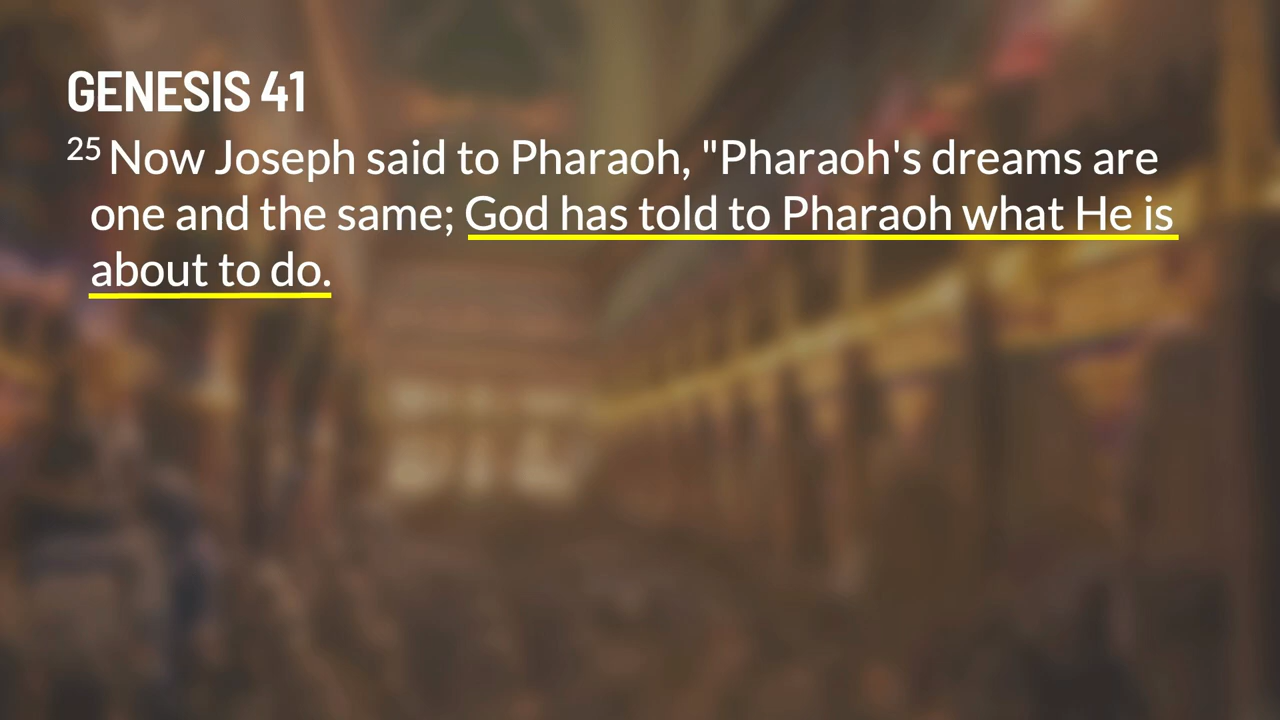 GENESIS 41
25 Now Joseph said to Pharaoh, "Pharaoh's dreams are
one and the same; God has told to Pharaoh what He is
about to do.